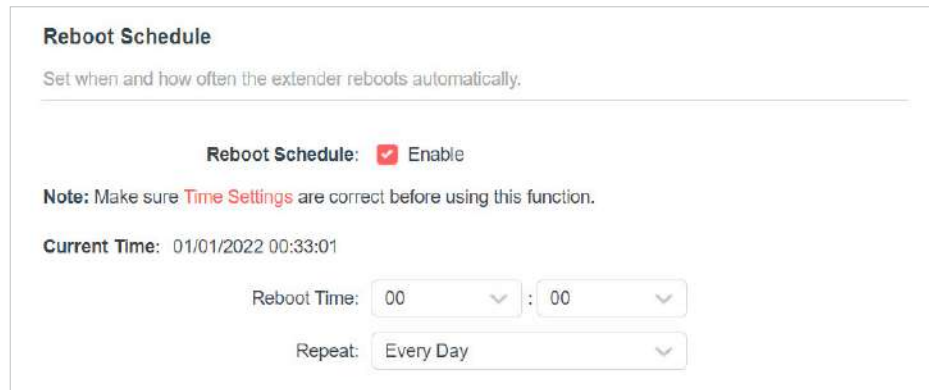 Reboot Schedule
Set when and how often the extender reboots automatically.
Reboot Schedule: Enable
Note: Make sure Time Settings are correct before using this function.
Current Time: 01/01/2022 00:33:01
Reboot Time: 00 : 00
Repeat: Every Day